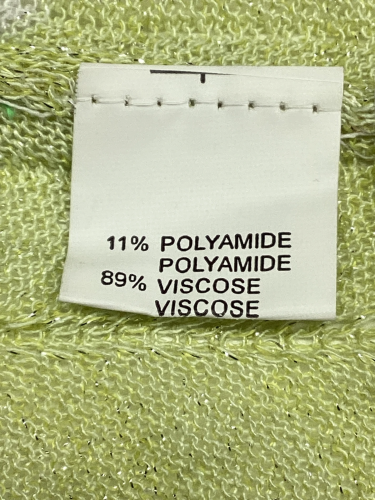 11% POLYAMIDE
POLYAMIDE
89% VISCOSE
VISCOSE